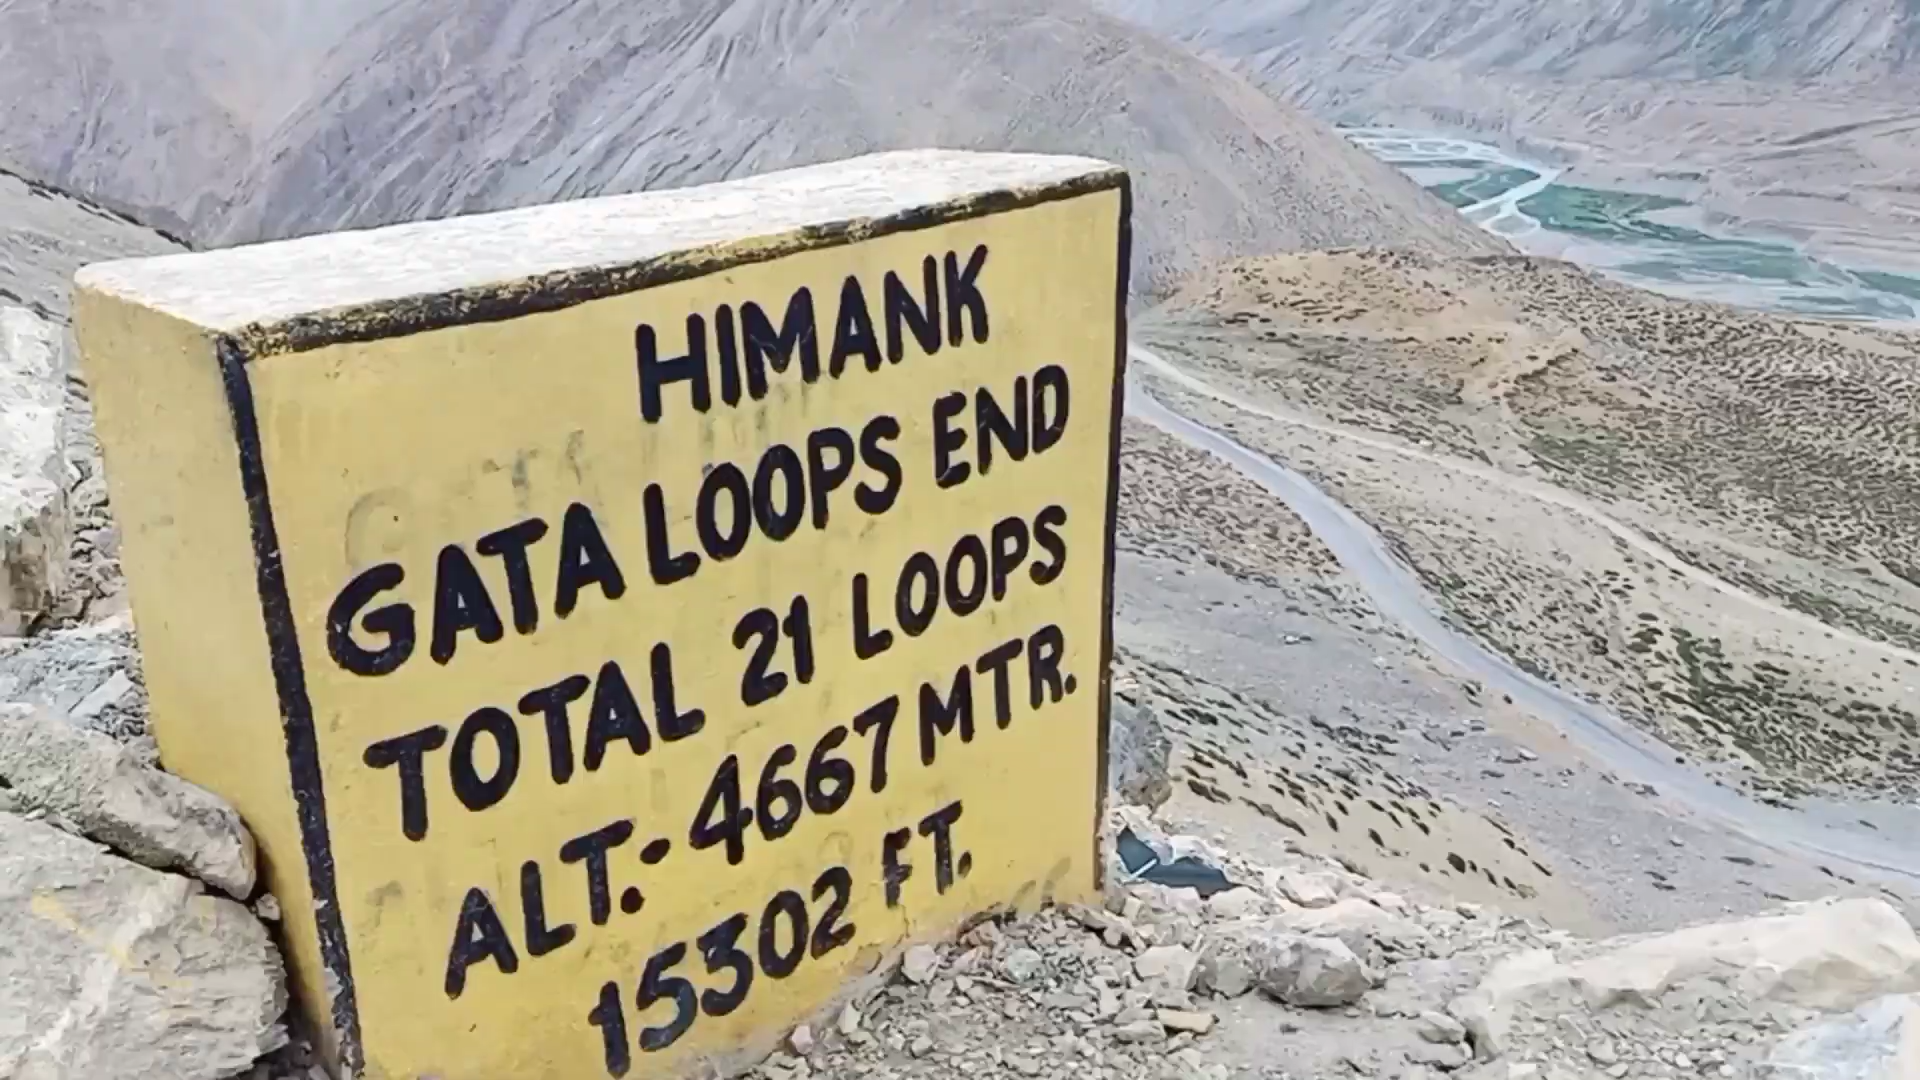 HIMANK
GATA LOOPS END
TOTAL 21 LOOPS
ALT:- 4667 MTR.
15302 FT.